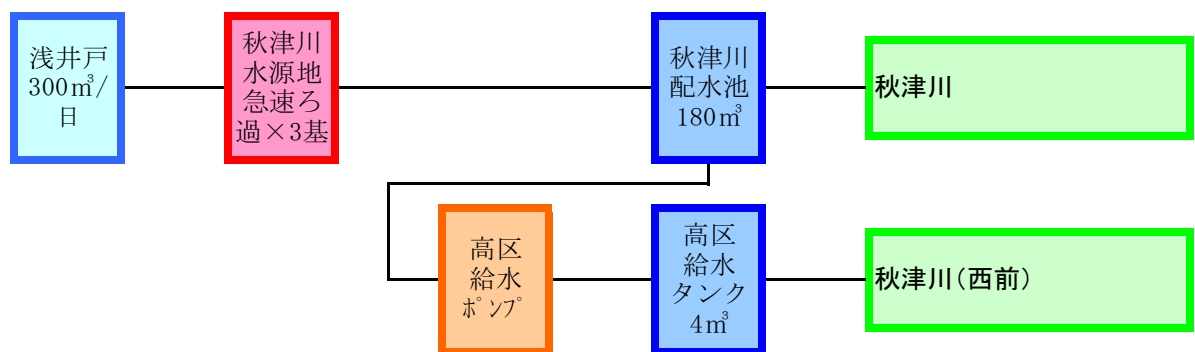 浅井戸
300㎥/
日
秋津川
水源地
急速ろ
過×3基
秋津川
配水池
180㎥
秋津川
高区
給水
ﾎﾟﾝﾌﾟ
高区
給水
タンク
4㎥
秋津川(西前)